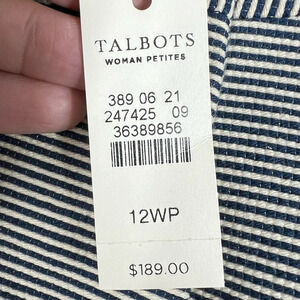 TALBOTS
WOMAN PETITES
389 06 21
247425 09
36389856
12WP
$189.00